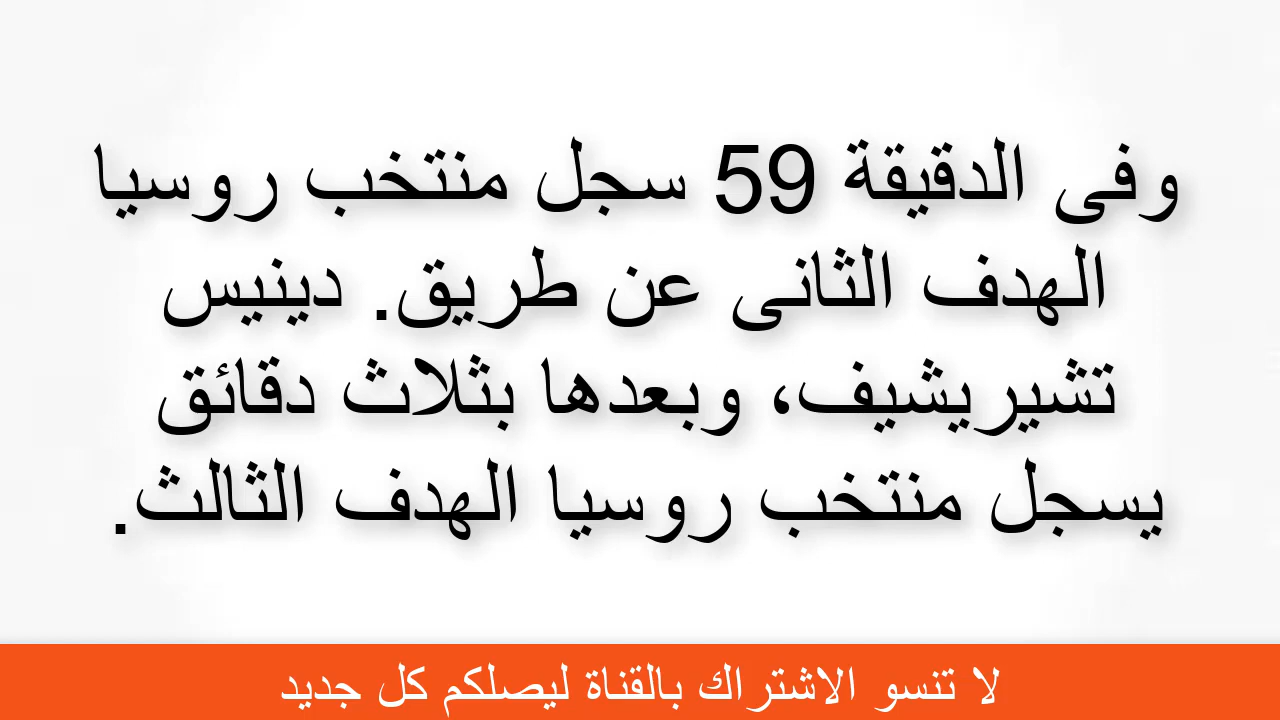 وفى الدقيقة 59 سجل منتخب روسيا
الهدف الثانى عن طريق. دينيس
تشيريشيف، وبعدها بثلاث دقائق
يسجل منتخب روسيا الهدف الثالث.
لا تنسو الاشتراك بالقناة ليصلكم كل جديد